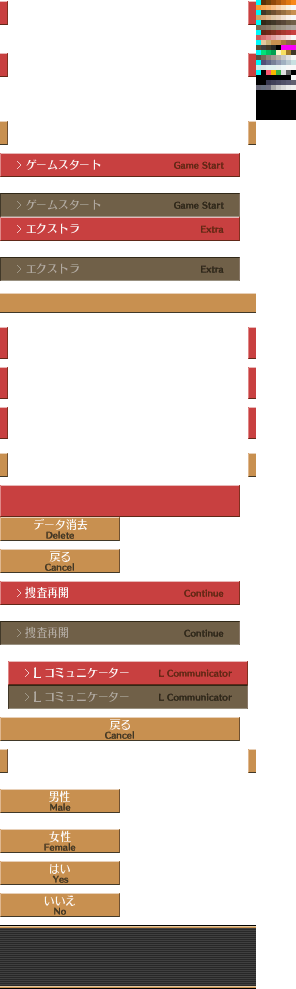 > ゲームスタート Game Start
> ゲームスタート Game Start
> エクストラ Extra
> エクストラ Extra
データ消去
Delete
戻る
Cancel
> 捜査再開 Continue
> 捜査再開 Continue
> L コミュニケーター L Communicator
> L コミュニケーター L Communicator
戻る
Cancel
男性
Male
女性
Female
はい
Yes
いいえ
No